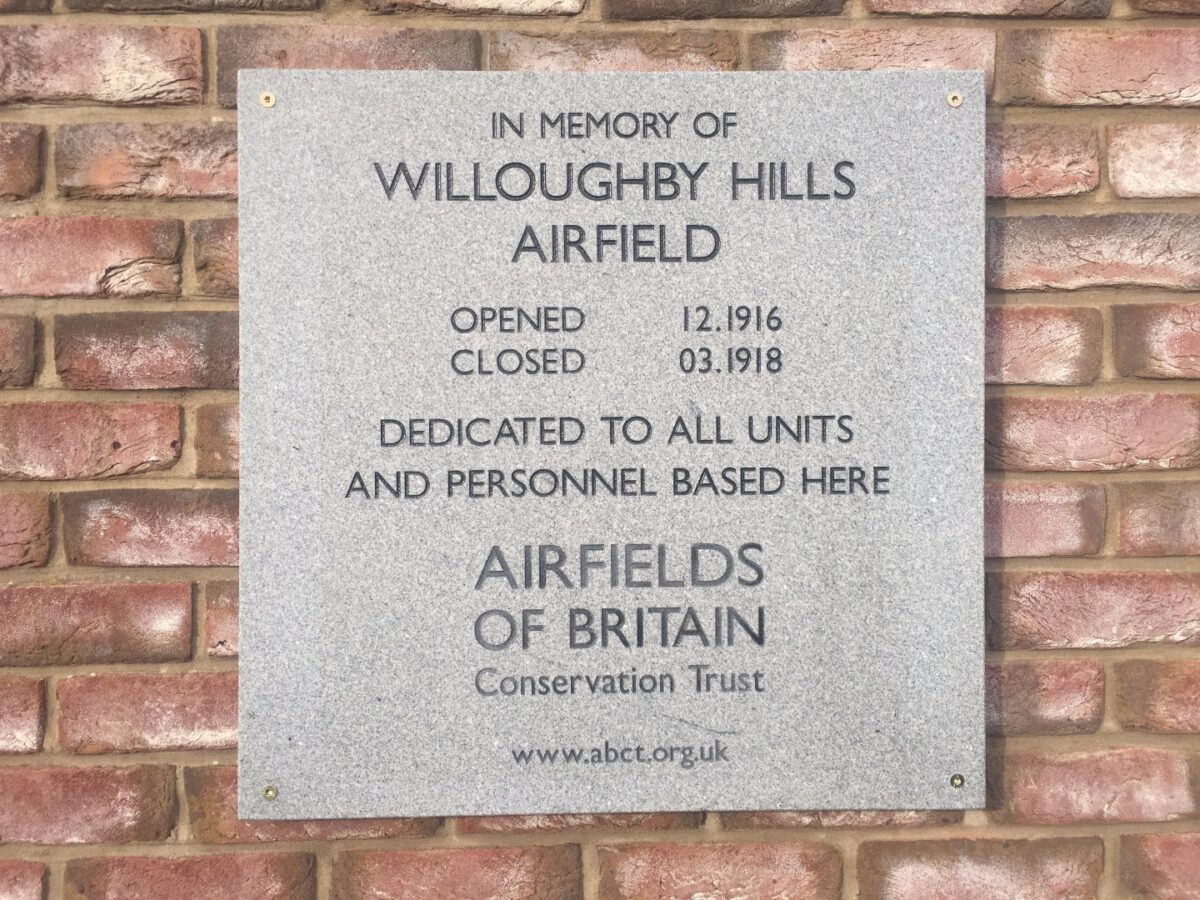 IN MEMORY OF
WILLOUGHBY HILLS
AIRFIELD
OPENED 12.1916
CLOSED 03.1918
DEDICATED TO ALL UNITS
AND PERSONNEL BASED HERE
AIRFIELDS
OF BRITAIN
Conservation Trust
www.abct.org.uk